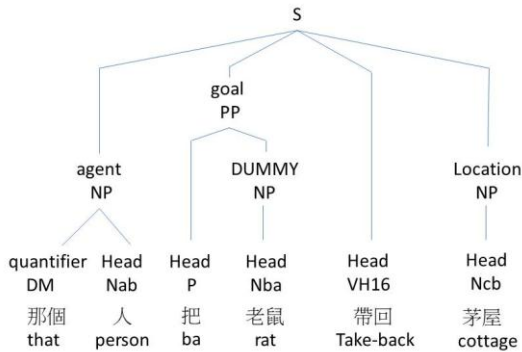 S
goal
PP
agent DUMMY Location
NP NP NP
quantifier Head Head Head Head Head
DM Nab P Nba VH16 Ncb
那個 人 把 老鼠 帶回 茅屋
that person ba rat Take-back cottage